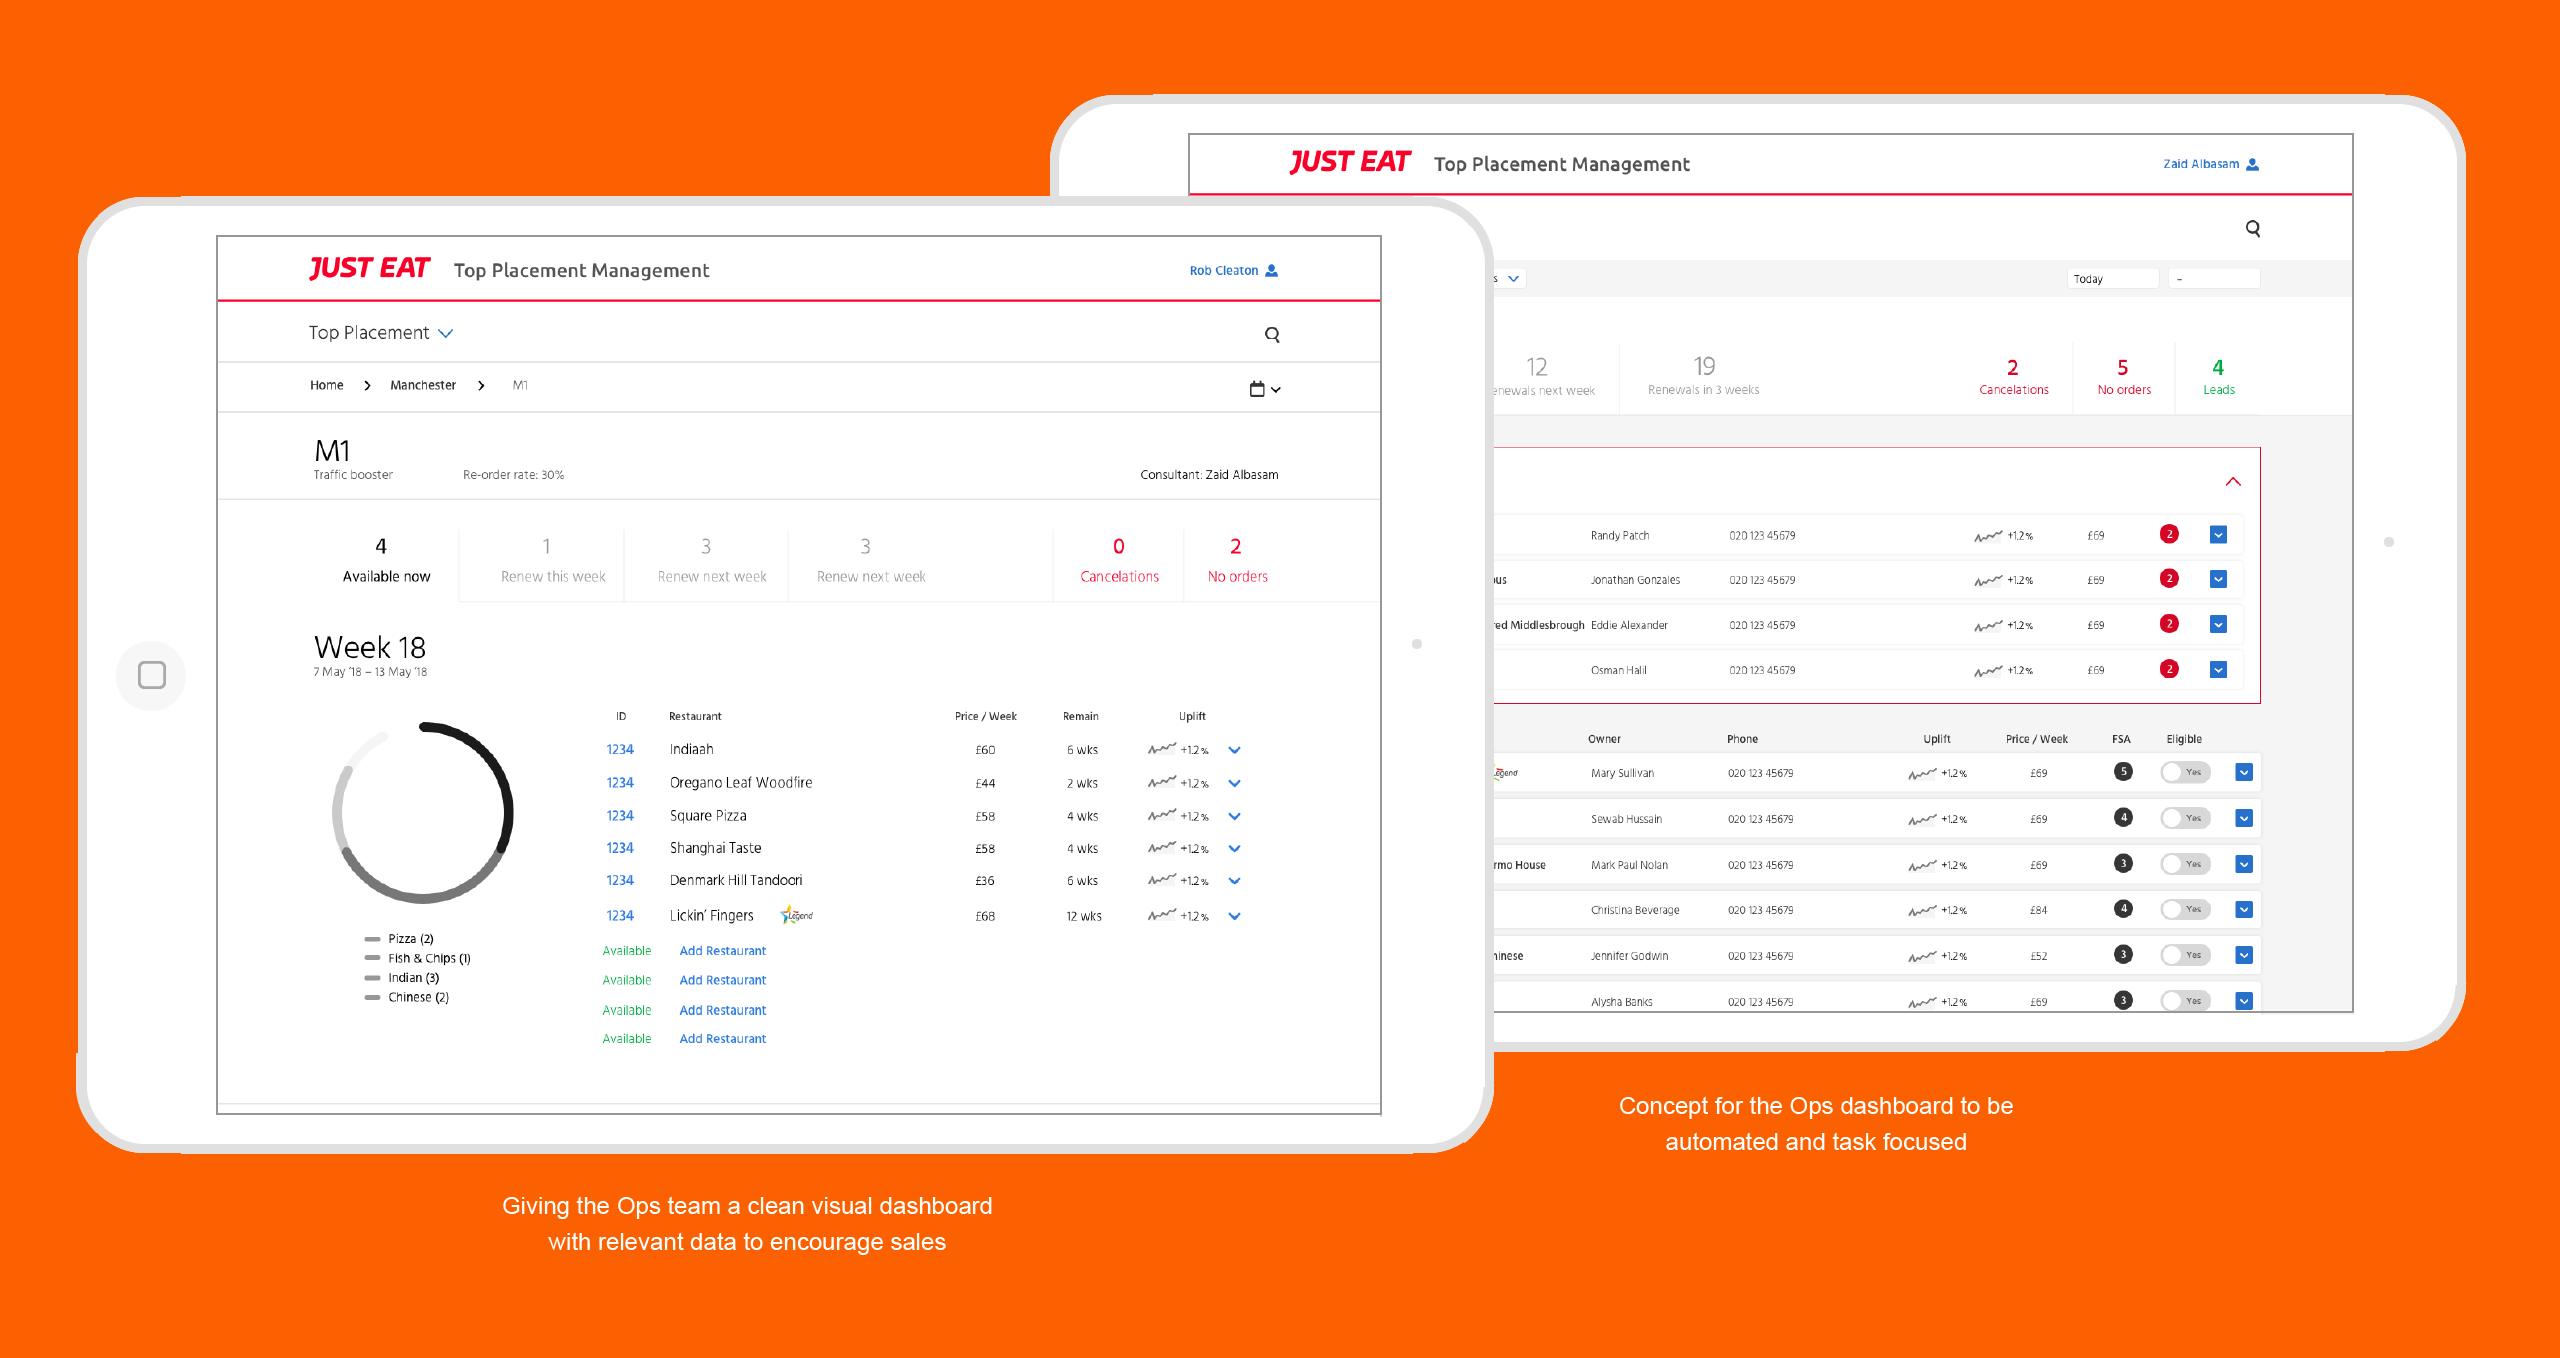 JUST EAT Top Placement Management Rob Cleaton
Top Placement
Home > Manchester > M1
M1
Traffic booster Re-order rate: 30% Consultant: Zaid Albasam
4 1 3 3 0 2
Available now Renew this week Renew next week Renew next week Cancelations No orders
Week 18
7 May '18 – 13 May '18
ID Restaurant Price / Week Remain Uplift
1234 Indiaah £60 6 wks +1.2%
1234 Oregano Leaf Woodfire £44 2 wks +1.2%
1234 Square Pizza £58 4 wks +1.2%
1234 Shanghai Taste £58 4 wks +1.2%
1234 Denmark Hill Tandoori £36 6 wks +1.2%
1234 Lickin' Fingers Legend £68 12 wks +1.2%
Available Add Restaurant
Available Add Restaurant
Available Add Restaurant
Available Add Restaurant
Pizza (2)
Fish & Chips (1)
Indian (3)
Chinese (2)
Giving the Ops team a clean visual dashboard
with relevant data to encourage sales
JUST EAT Top Placement Management Zaid Albasam
s Today -
12 19 2 5 4
enewals next week Renewals in 3 weeks Cancelations No orders Leads
Randy Patch 020 123 45679 +1.2% £69 2
ous Jonathan Gonzales 020 123 45679 +1.2% £69 2
red Middlesbrough Eddie Alexander 020 123 45679 +1.2% £69 2
Osman Halil 020 123 45679 +1.2% £69 2
Owner Phone Uplift Price / Week FSA Eligible
Legend Mary Sullivan 020 123 45679 +1.2% £69 5 Yes
Sewab Hussain 020 123 45679 +1.2% £69 4 Yes
rmo House Mark Paul Nolan 020 123 45679 +1.2% £69 3 Yes
Christina Beverage 020 123 45679 +1.2% £84 4 Yes
hinese Jennifer Godwin 020 123 45679 +1.2% £52 3 Yes
Alysha Banks 020 123 45679 +1.2% £69 3 Yes
Concept for the Ops dashboard to be
automated and task focused